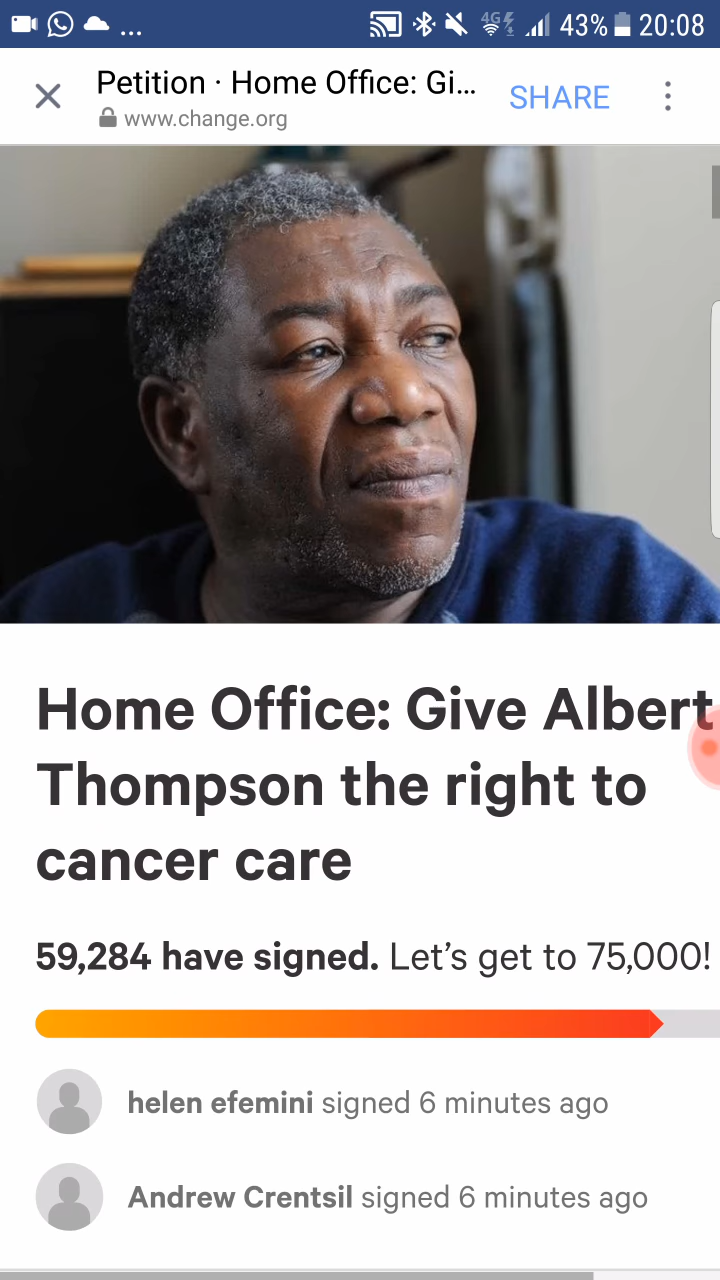 ... 4G 43% 20:08
Petition · Home Office: Gi...
SHARE
www.change.org
Home Office: Give Albert
Thompson the right to
cancer care
59,284 have signed. Let’s get to 75,000!
helen efemini signed 6 minutes ago
Andrew Crentsil signed 6 minutes ago